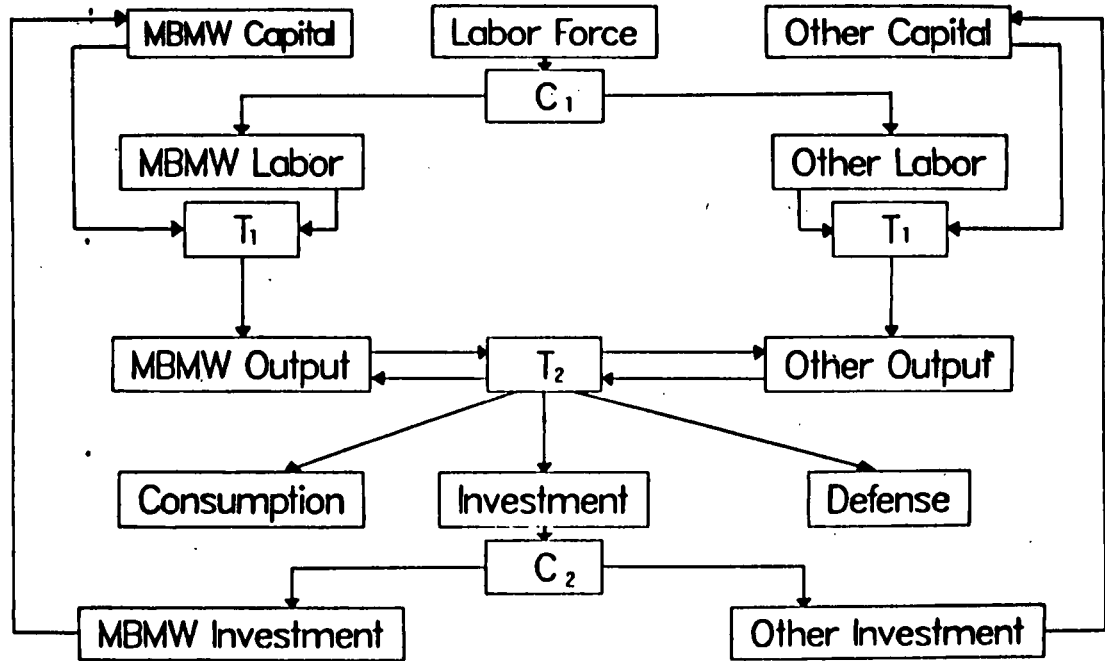 MBMW Capital
Labor Force
Other Capital
C₁
MBMW Labor
Other Labor
T₁
T₁
MBMW Output
T₂
Other Output
Consumption
Investment
Defense
C₂
MBMW Investment
Other Investment